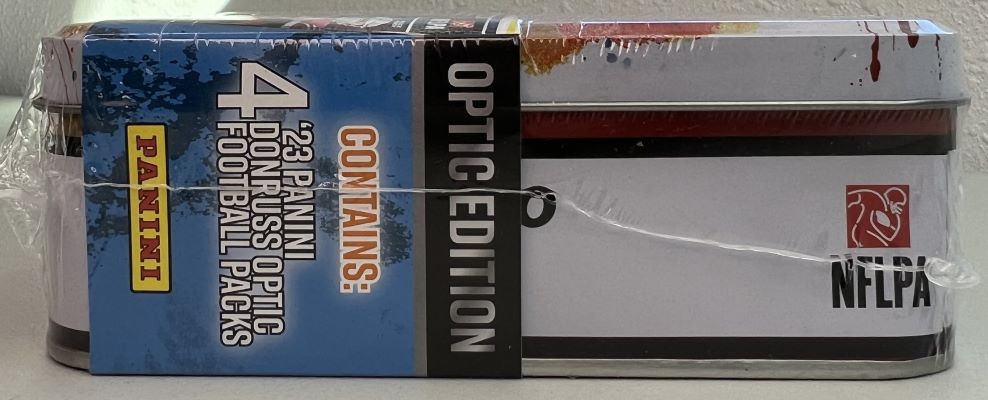 OPTIC EDITION
CONTAINS:
4
'23 PANINI
DONRUSS OPTIC
FOOTBALL PACKS
PANINI
NFLPA